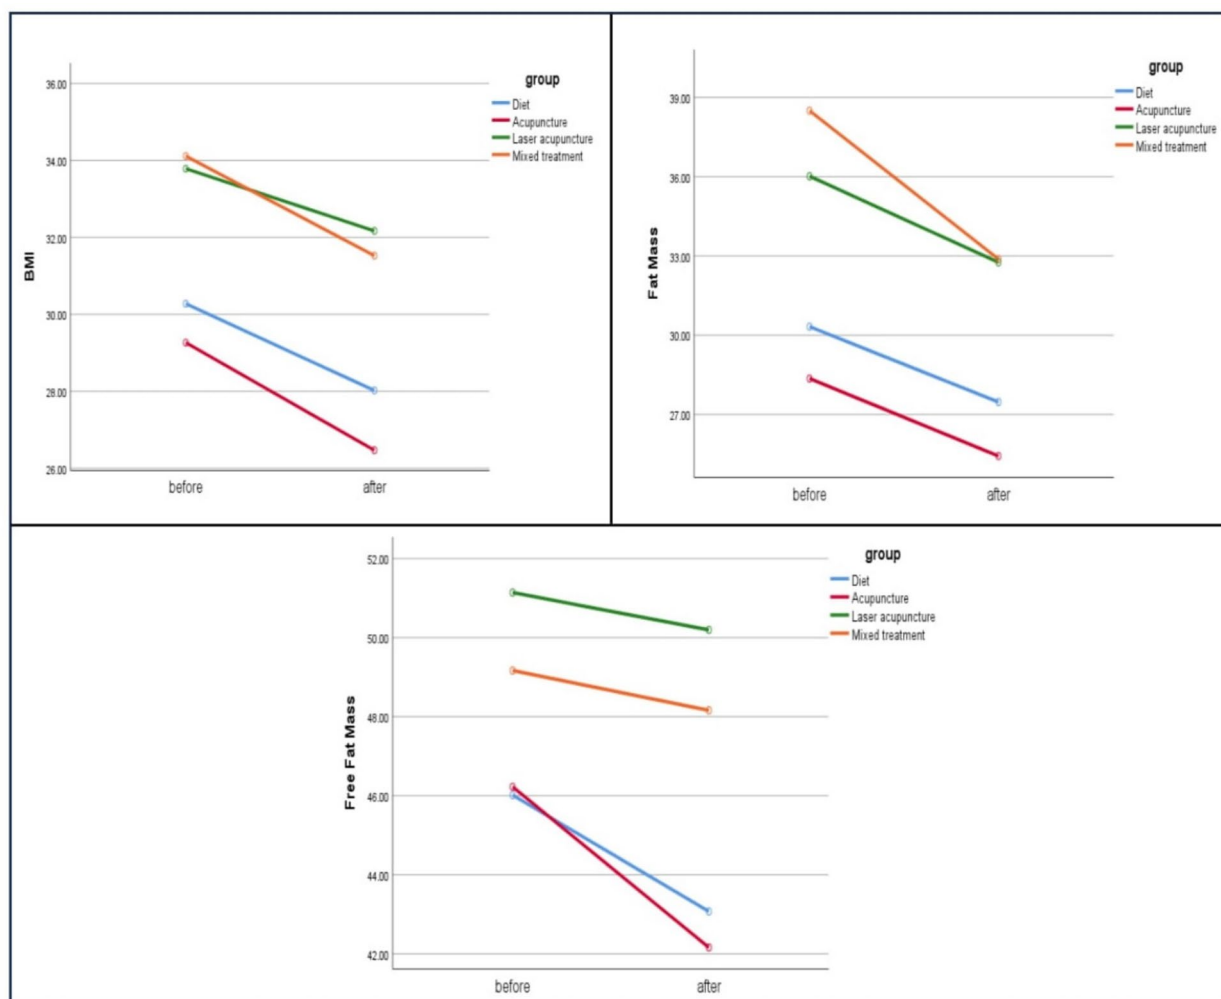 BMI
36.00
34.00
32.00
30.00
28.00
26.00
before after
group
Diet
Acupuncture
Laser acupuncture
Mixed treatment
Fat Mass
39.00
36.00
33.00
30.00
27.00
before after
group
Diet
Acupuncture
Laser acupuncture
Mixed treatment
Free Fat Mass
52.00
50.00
48.00
46.00
44.00
42.00
before after
group
Diet
Acupuncture
Laser acupuncture
Mixed treatment